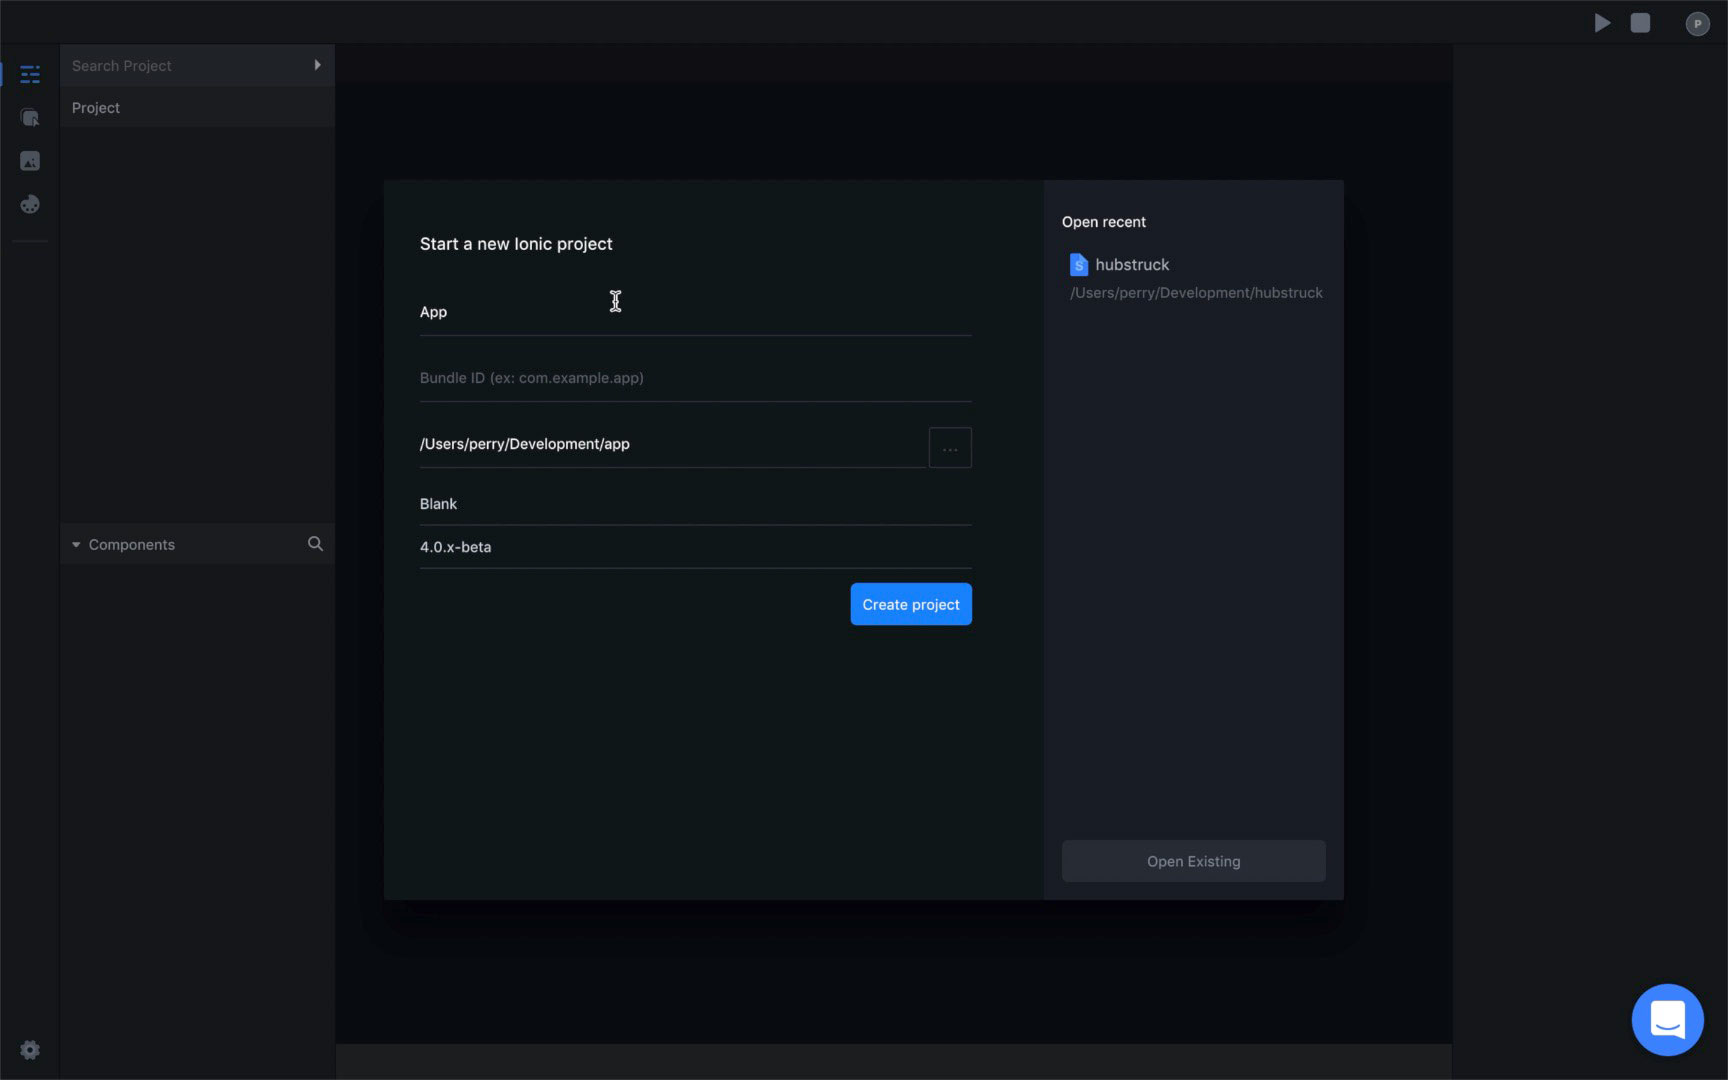 P
Search Project
Project
Start a new Ionic project
App
Bundle ID (ex: com.example.app)
/Users/perry/Development/app
...
Blank
4.0.x-beta
Create project
Open recent
S hubstruck
/Users/perry/Development/hubstruck
Open Existing
Components